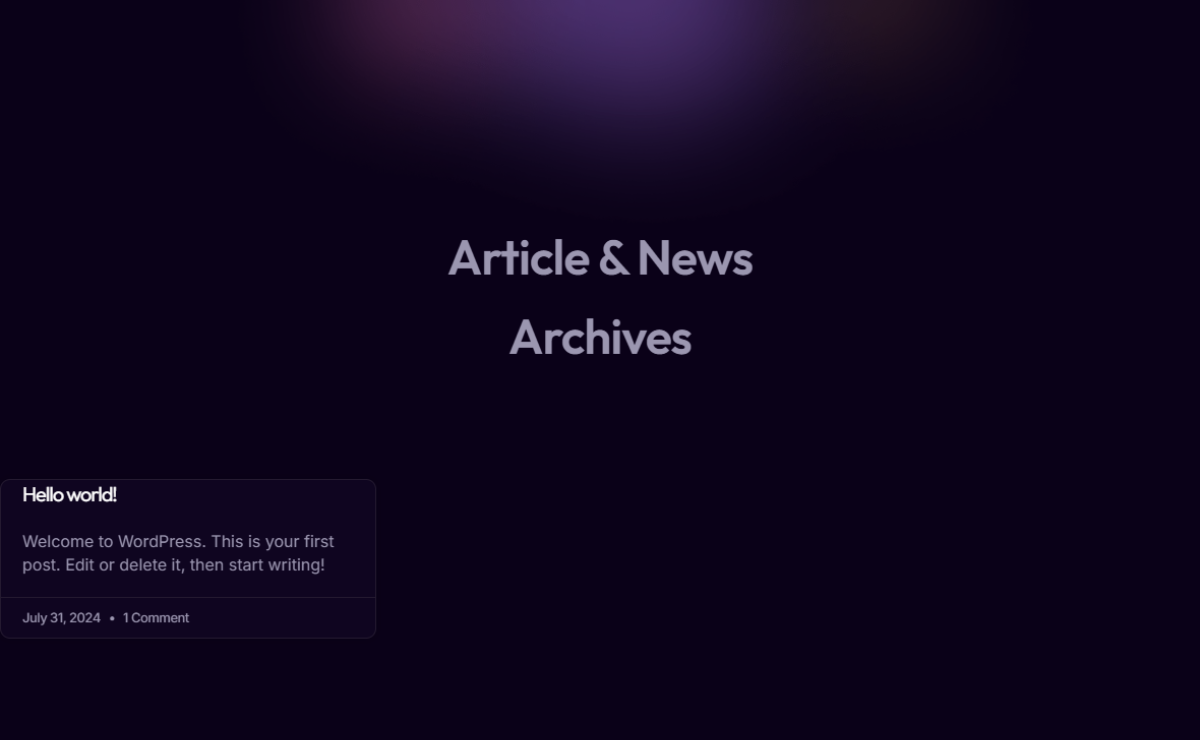 Article & News
Archives
Hello world!
Welcome to WordPress. This is your first
post. Edit or delete it, then start writing!
July 31, 2024 • 1 Comment